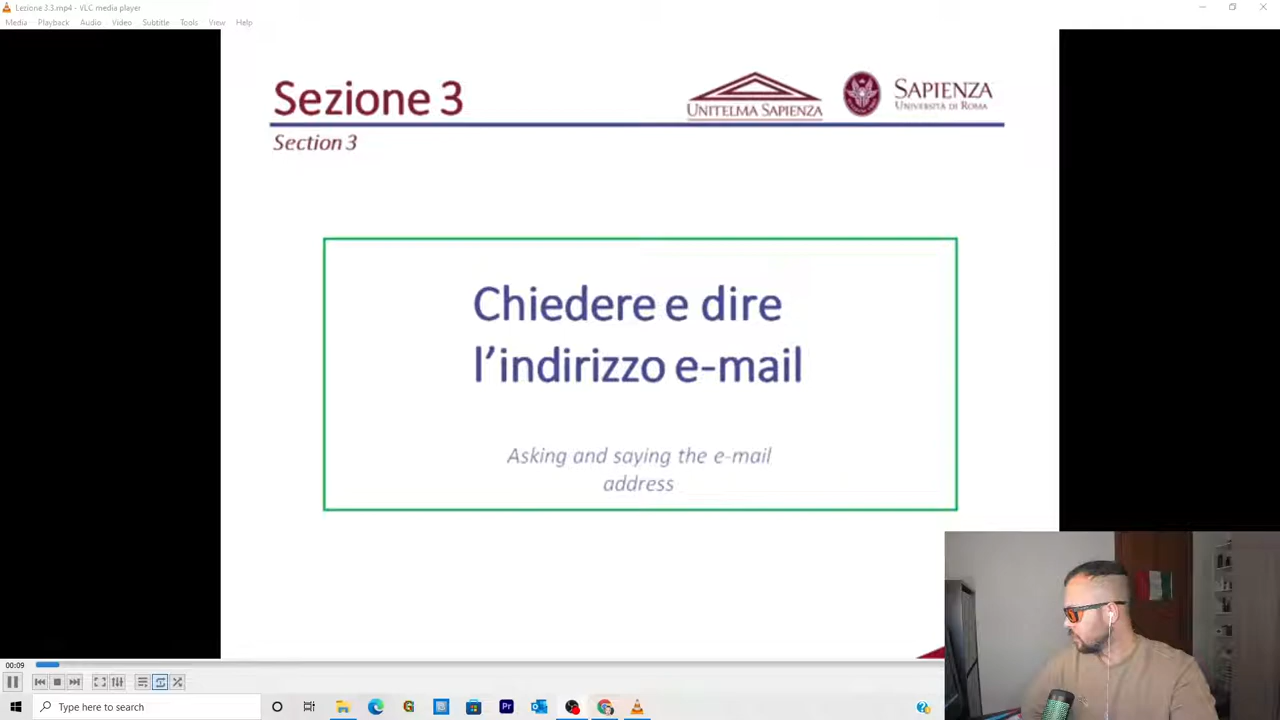 Lezione 3.3.mp4 - VLC media player
Media Playback Audio Video Subtitle Tools View Help
Sezione 3
UNITELMA SAPIENZA
SAPIENZA
UNIVERSITÀ DI ROMA
Section 3
Chiedere e dire
l'indirizzo e-mail
Asking and saying the e-mail
address
00:09
Type here to search